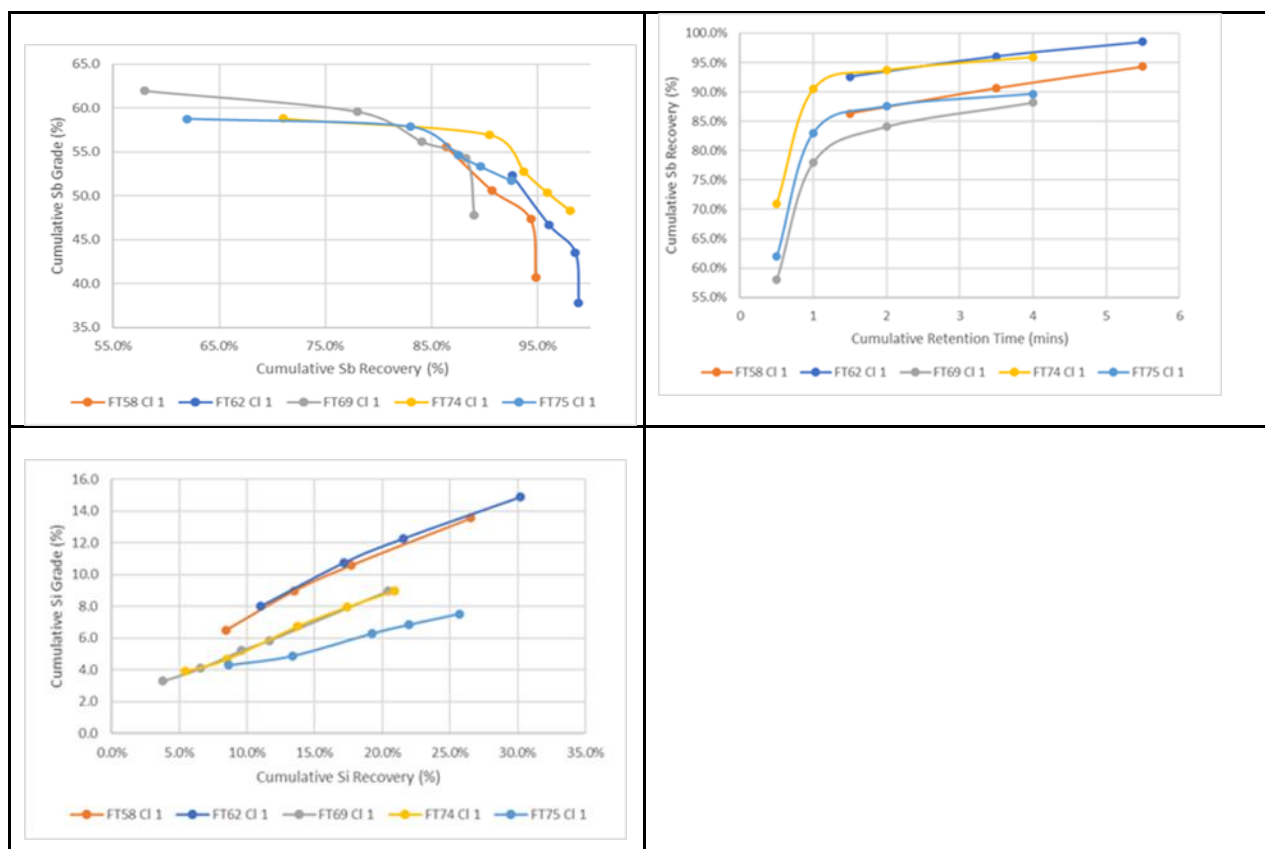 65.0
60.0
55.0
50.0
45.0
40.0
35.0
55.0% 65.0% 75.0% 85.0% 95.0%
Cumulative Sb Grade (%)
Cumulative Sb Recovery (%)
FT58 Cl 1 FT62 Cl 1 FT69 Cl 1 FT74 Cl 1 FT75 Cl 1
100.0%
95.0%
90.0%
85.0%
80.0%
75.0%
70.0%
65.0%
60.0%
55.0%
0 1 2 3 4 5 6
Cumulative Sb Recovery (%)
Cumulative Retention Time (mins)
FT58 Cl 1 FT62 Cl 1 FT69 Cl 1 FT74 Cl 1 FT75 Cl 1
16.0
14.0
12.0
10.0
8.0
6.0
4.0
2.0
0.0
0.0% 5.0% 10.0% 15.0% 20.0% 25.0% 30.0% 35.0%
Cumulative Si Grade (%)
Cumulative Si Recovery (%)
FT58 Cl 1 FT62 Cl 1 FT69 Cl 1 FT74 Cl 1 FT75 Cl 1